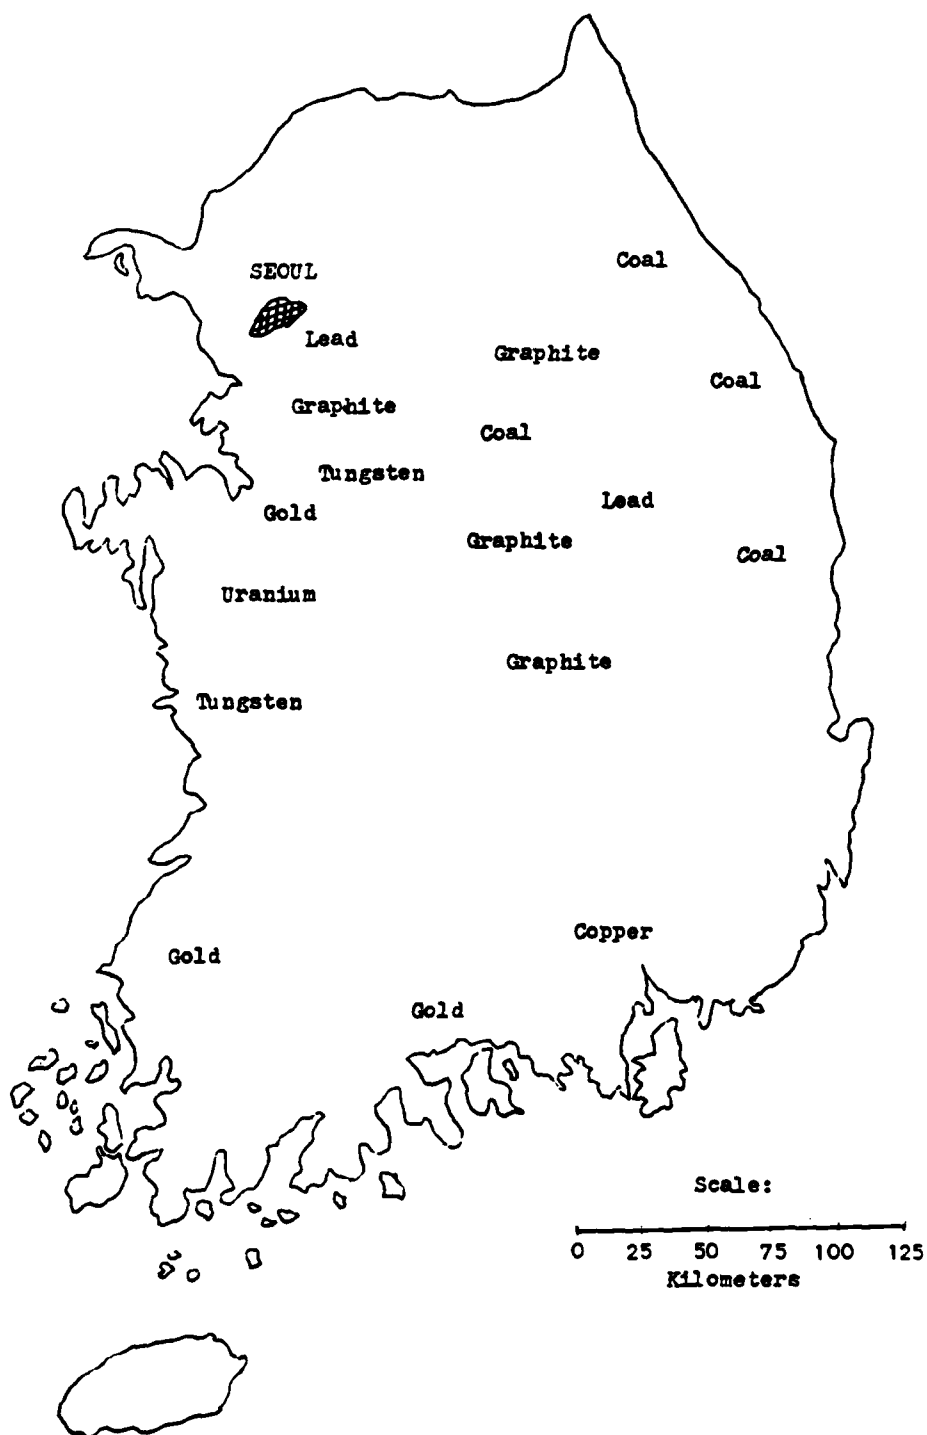 Coal
SEOUL
Lead
Graphite
Coal
Graphite
Coal
Tungsten
Lead
Gold
Graphite
Coal
Uranium
Graphite
Tungsten
Copper
Gold
Gold
Scale:
0 25 50 75 100 125
Kilometers